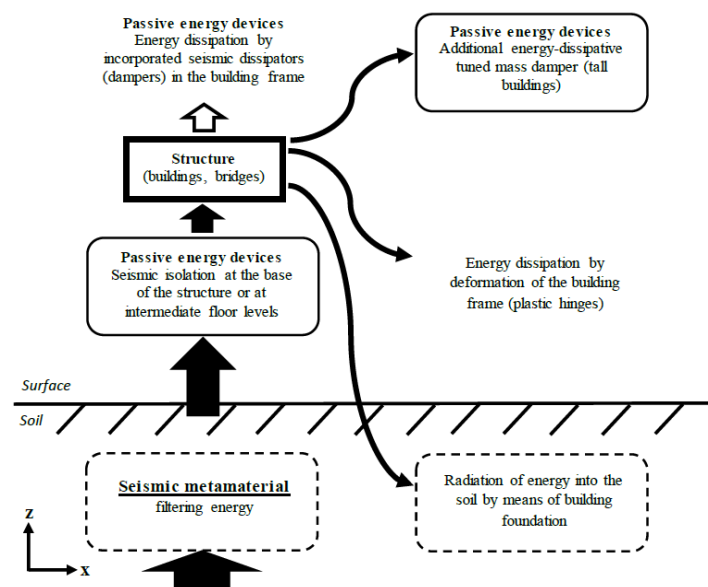 Passive energy devices
Energy dissipation by
incorporated seismic dissipators
(dampers) in the building frame
Passive energy devices
Additional energy-dissipative
tuned mass damper (tall
buildings)
Structure
(buildings, bridges)
Passive energy devices
Seismic isolation at the base
of the structure or at
intermediate floor levels
Energy dissipation by
deformation of the building
frame (plastic hinges)
Surface
Soil
Seismic metamaterial
filtering energy
Radiation of energy into the
soil by means of building
foundation
z
x